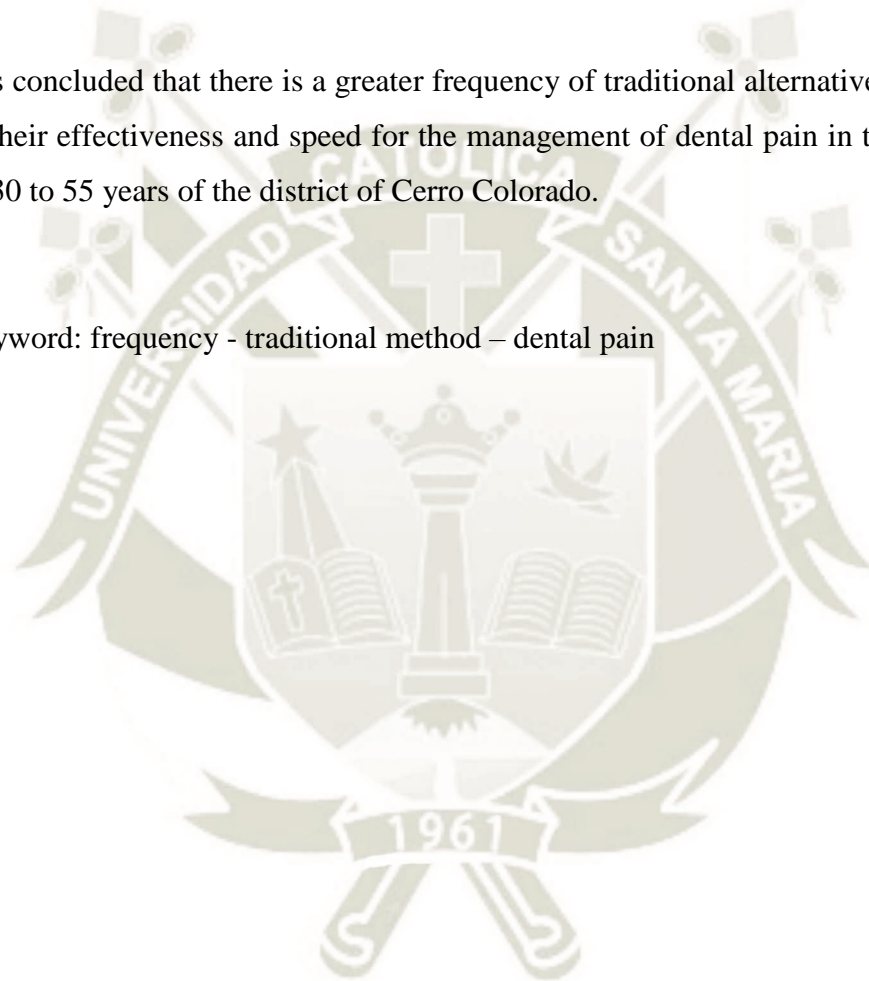 s concluded that there is a greater frequency of traditional alternative
heir effectiveness and speed for the management of dental pain in t
30 to 55 years of the district of Cerro Colorado.
yword: frequency - traditional method – dental pain
UNIVERSIDAD CATOLICA SANTA MARIA
1961